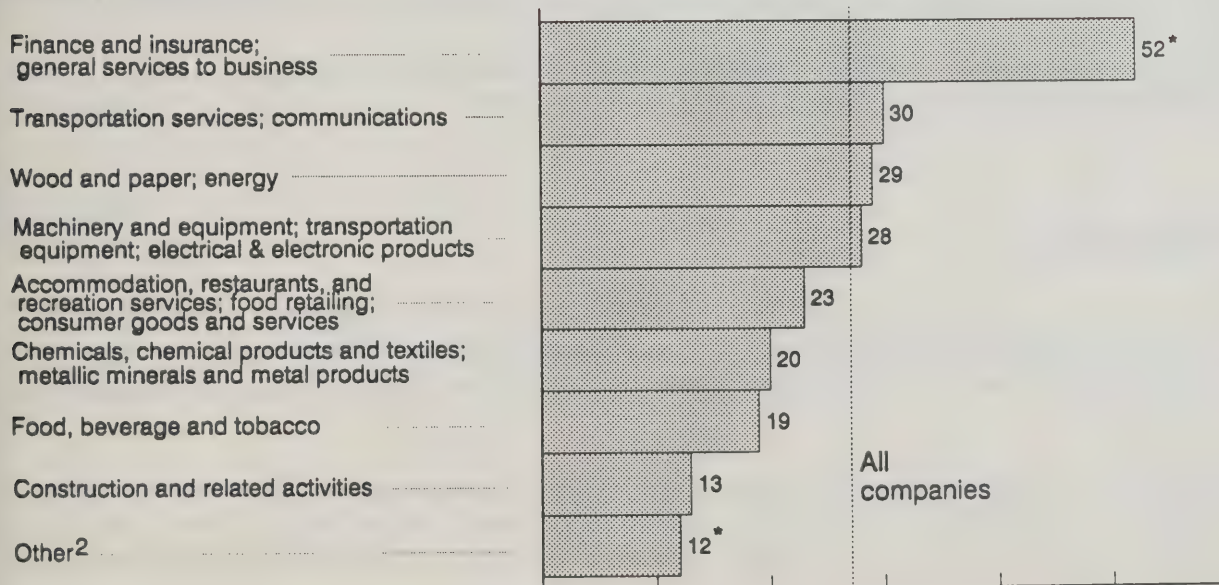 Finance and insurance;
general services to business
52*
Transportation services; communications
30
Wood and paper; energy
29
Machinery and equipment; transportation
equipment; electrical & electronic products
28
Accommodation, restaurants, and
recreation services; food retailing;
consumer goods and services
23
Chemicals, chemical products and textiles;
metallic minerals and metal products
20
Food, beverage and tobacco
19
Construction and related activities
13
Other2
12*
All
companies